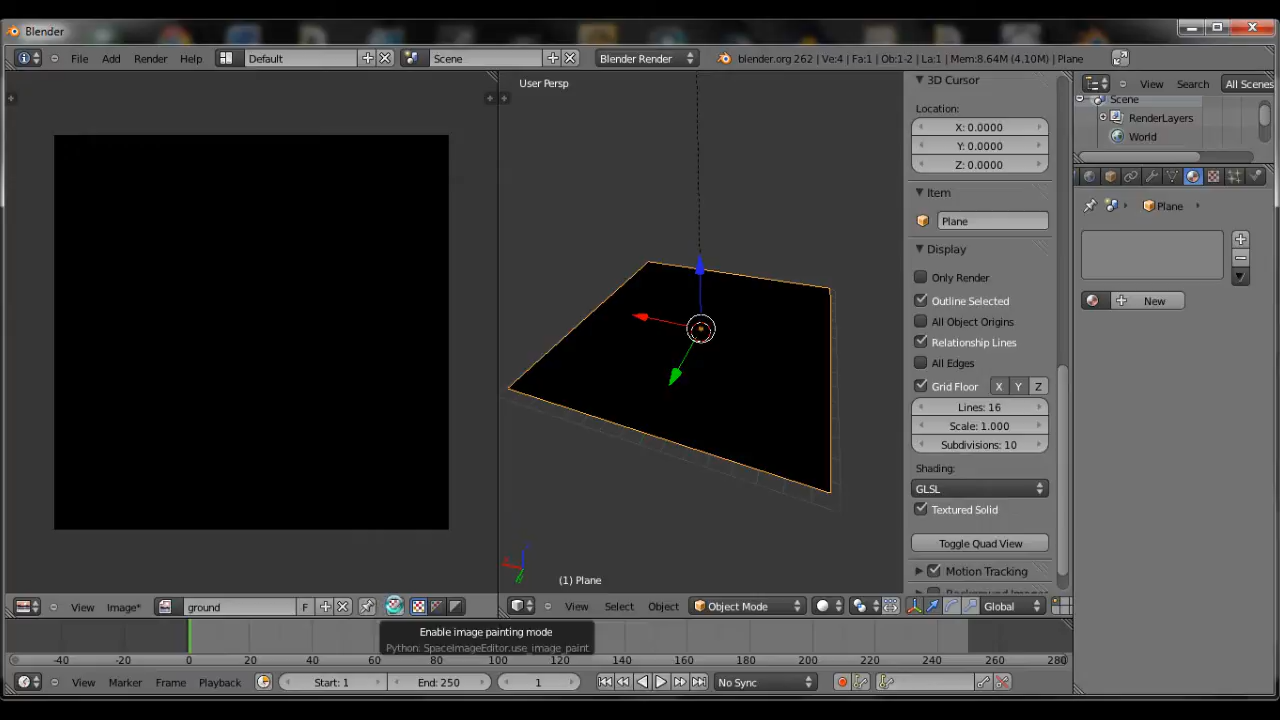 Blender
File Add Render Help Default Scene Blender Render blender.org 262 | Ve:4 | Fa:1 | Ob:1-2 | La:1 | Mem:8.64M (4.10M) | Plane
User Persp
3D Cursor
Location:
X: 0.0000
Y: 0.0000
Z: 0.0000
Item
Plane
Display
Only Render
Outline Selected
All Object Origins
Relationship Lines
All Edges
Grid Floor X Y Z
Lines: 16
Scale: 1.000
Subdivisions: 10
Shading:
GLSL
Textured Solid
Toggle Quad View
Motion Tracking
View Search All Scenes
Scene
RenderLayers
World
Plane
New
(1) Plane
View Image* ground F
View Select Object Object Mode Global
Enable image painting mode
Python: SpaceImageEditor.use_image_paint
-40 -20 0 20 40 60 80 100 120 140 160 180 200 220 240 260 280
View Marker Frame Playback Start: 1 End: 250 1 No Sync